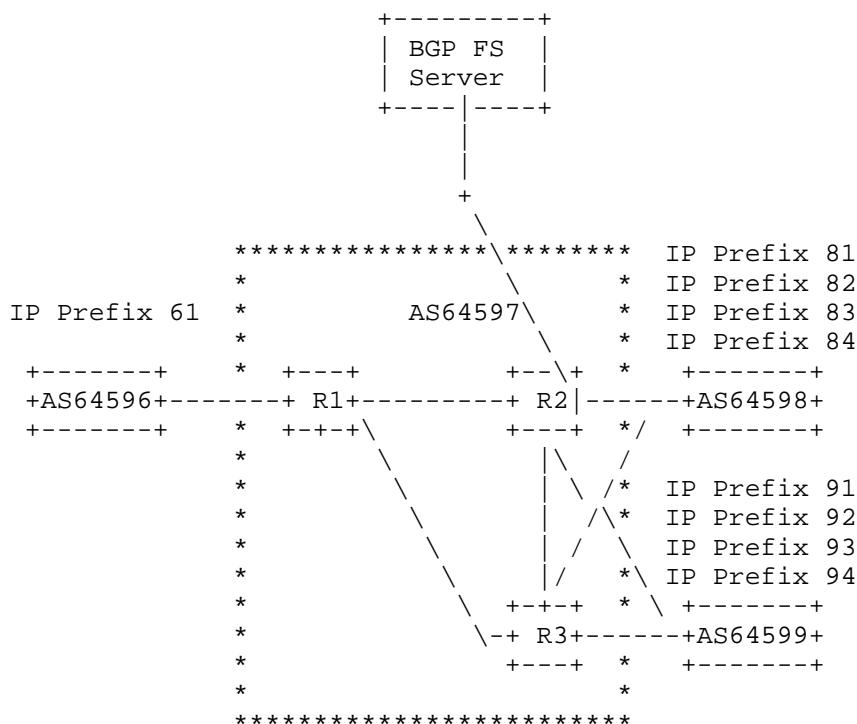 BGP FS
Server
IP Prefix 81
IP Prefix 82
IP Prefix 61 AS64597 IP Prefix 83
IP Prefix 84
AS64596 R1 R2 AS64598
IP Prefix 91
IP Prefix 92
IP Prefix 93
IP Prefix 94
R3 AS64599